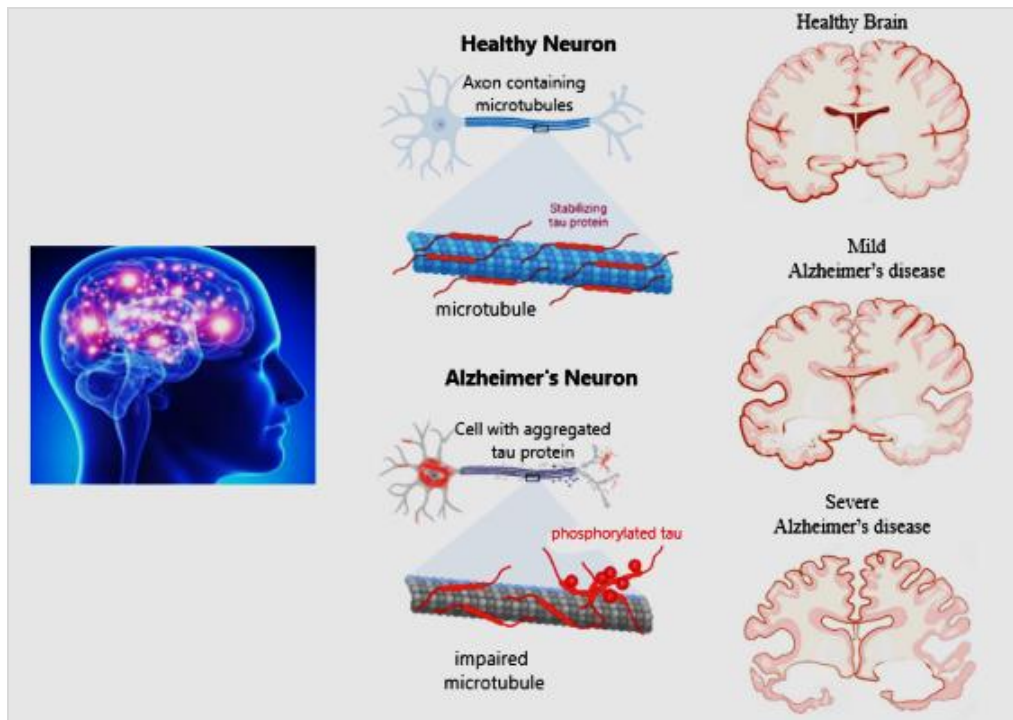 Healthy Neuron
Axon containing
microtubules
Stabilizing
tau protein
microtubule
Alzheimer's Neuron
Cell with aggregated
tau protein
phosphorylated tau
impaired
microtubule
Healthy Brain
Mild
Alzheimer's disease
Severe
Alzheimer's disease